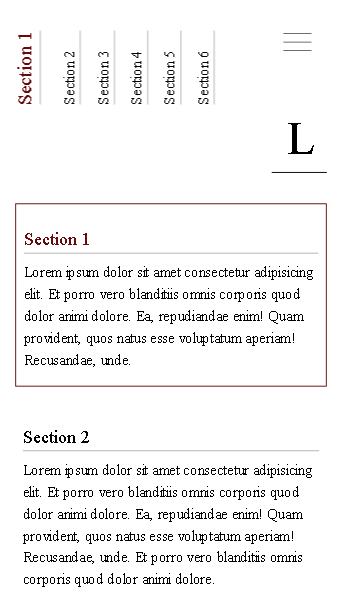 Section 1
Section 2
Section 3
Section 4
Section 5
Section 6
L
Section 1
Lorem ipsum dolor sit amet consectetur adipisicing
elit. Et porro vero blanditiis omnis corporis quod
dolor animi dolore. Ea, repudiandae enim! Quam
provident, quos natus esse voluptatum aperiam!
Recusandae, unde.
Section 2
Lorem ipsum dolor sit amet consectetur adipisicing
elit. Et porro vero blanditiis omnis corporis quod
dolor animi dolore. Ea, repudiandae enim! Quam
provident, quos natus esse voluptatum aperiam!
Recusandae, unde. Et porro vero blanditiis omnis
corporis quod dolor animi dolore.